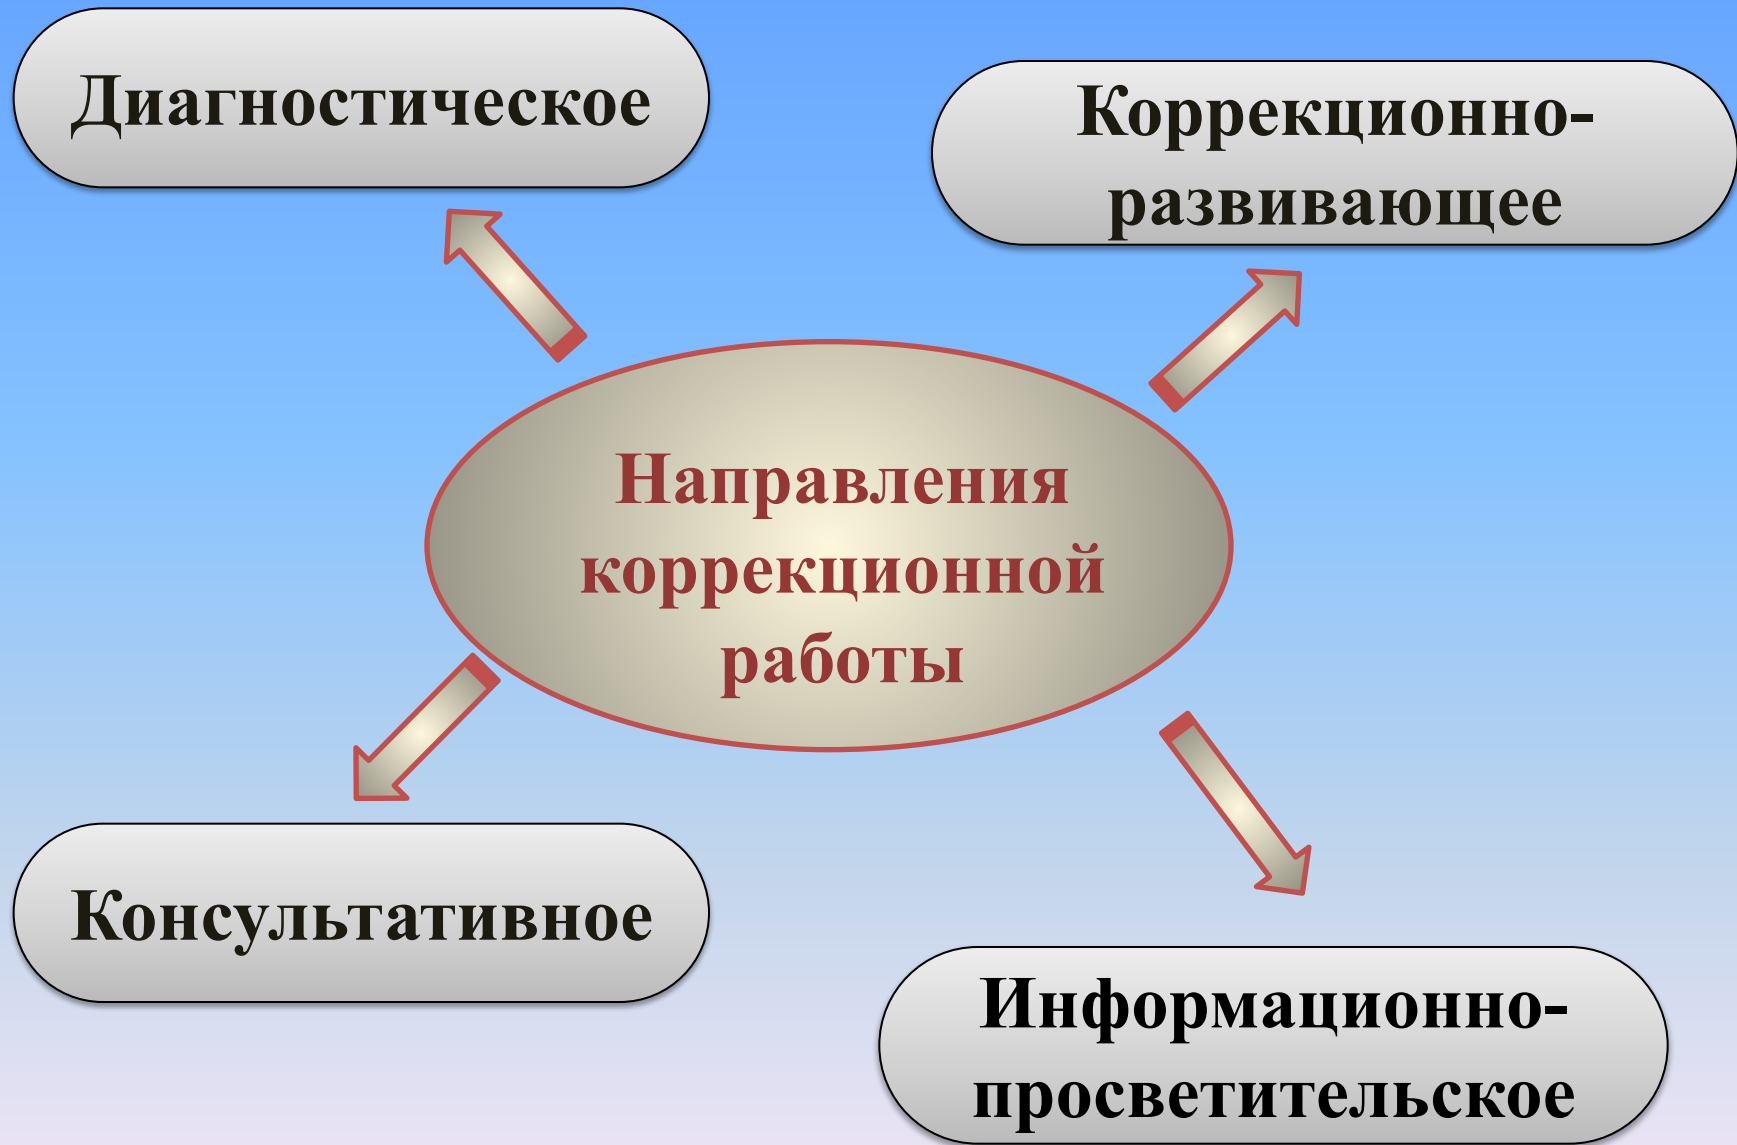 Диагностическое
Коррекционно-
развивающее
Направления
коррекционной
работы
Консультативное
Информационно-
просветительское